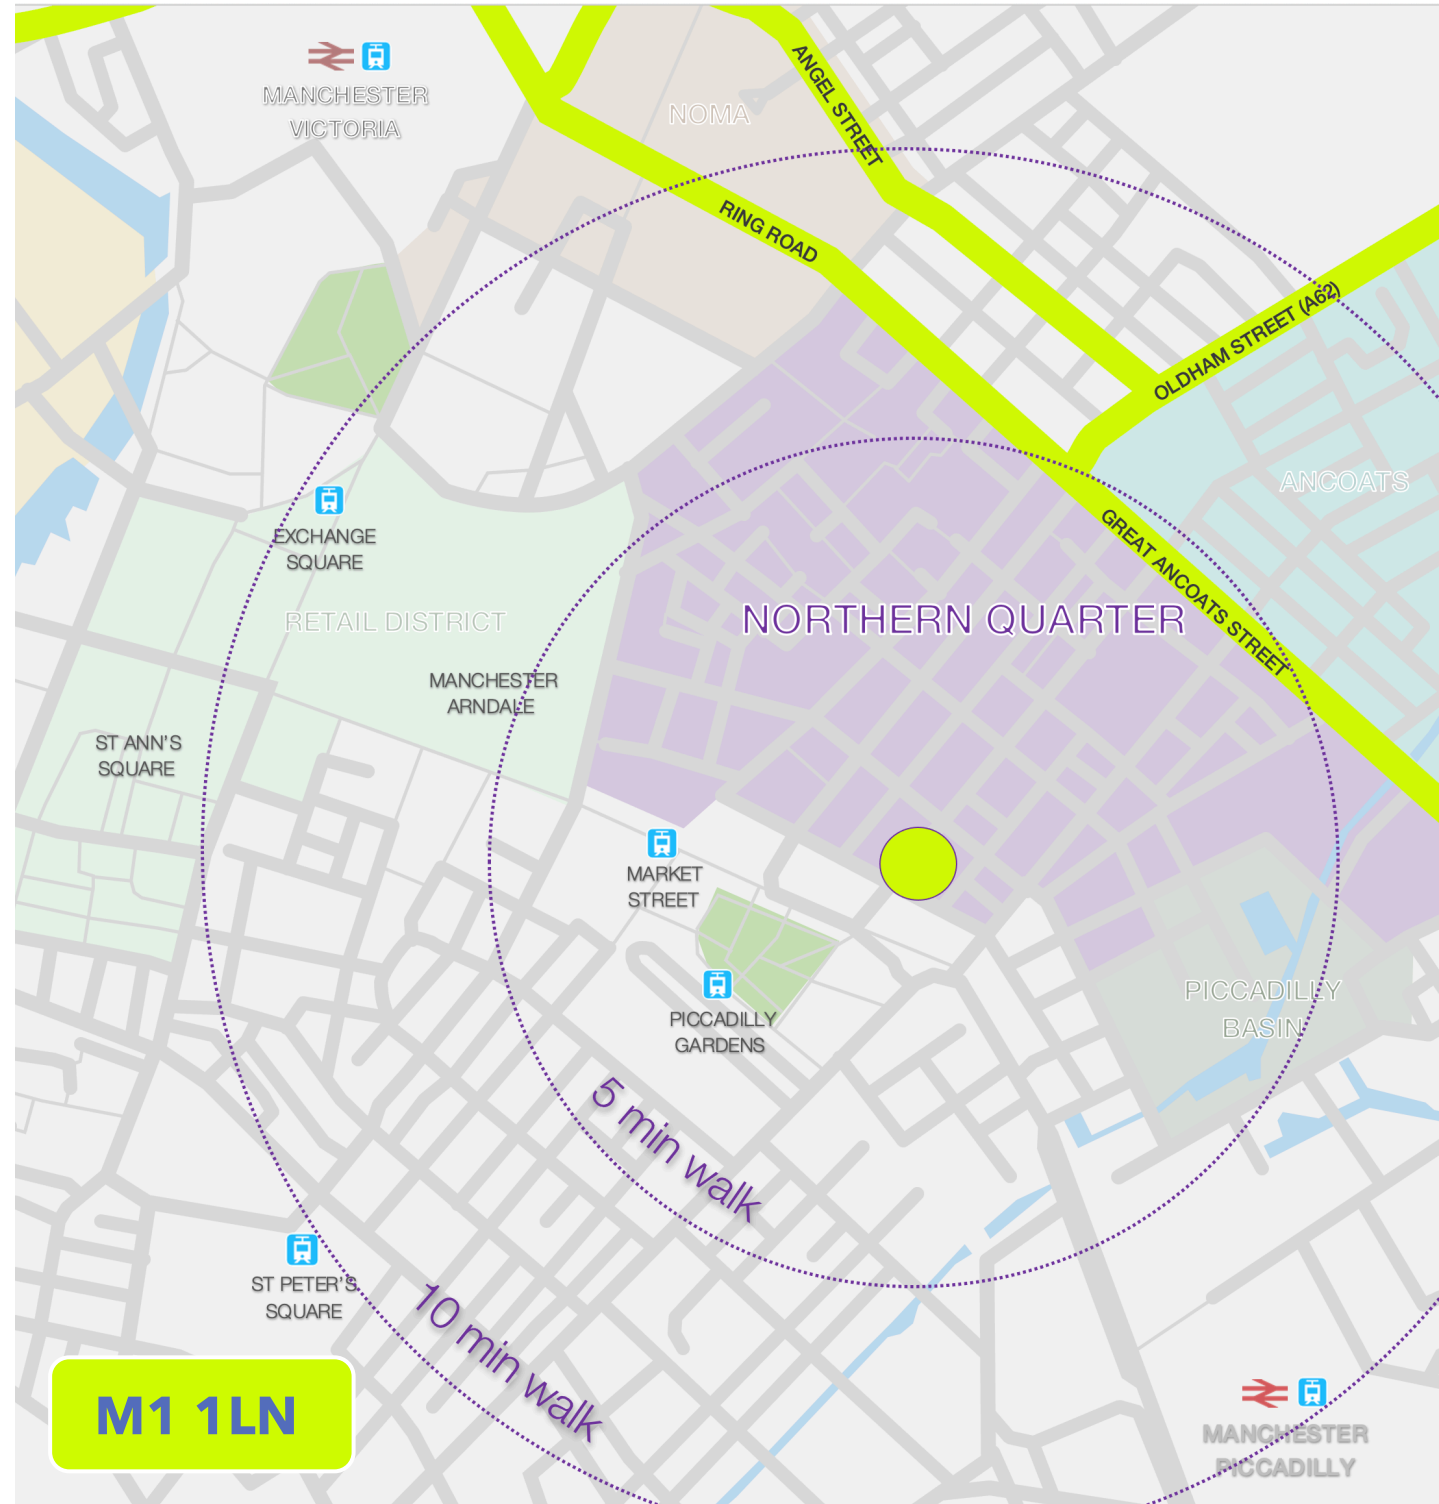 MANCHESTER
VICTORIA
NOMA
ANGEL STREET
RING ROAD
OLDHAM STREET (A62)
ANCOATS
EXCHANGE
SQUARE
GREAT ANCOATS STREET
RETAIL DISTRICT
NORTHERN QUARTER
MANCHESTER
ARNDALE
ST ANN'S
SQUARE
MARKET
STREET
PICCADILLY
GARDENS
PICCADILLY
BASIN
5 min walk
ST PETER'S
SQUARE
10 min walk
M1 1LN
MANCHESTER
PICCADILLY